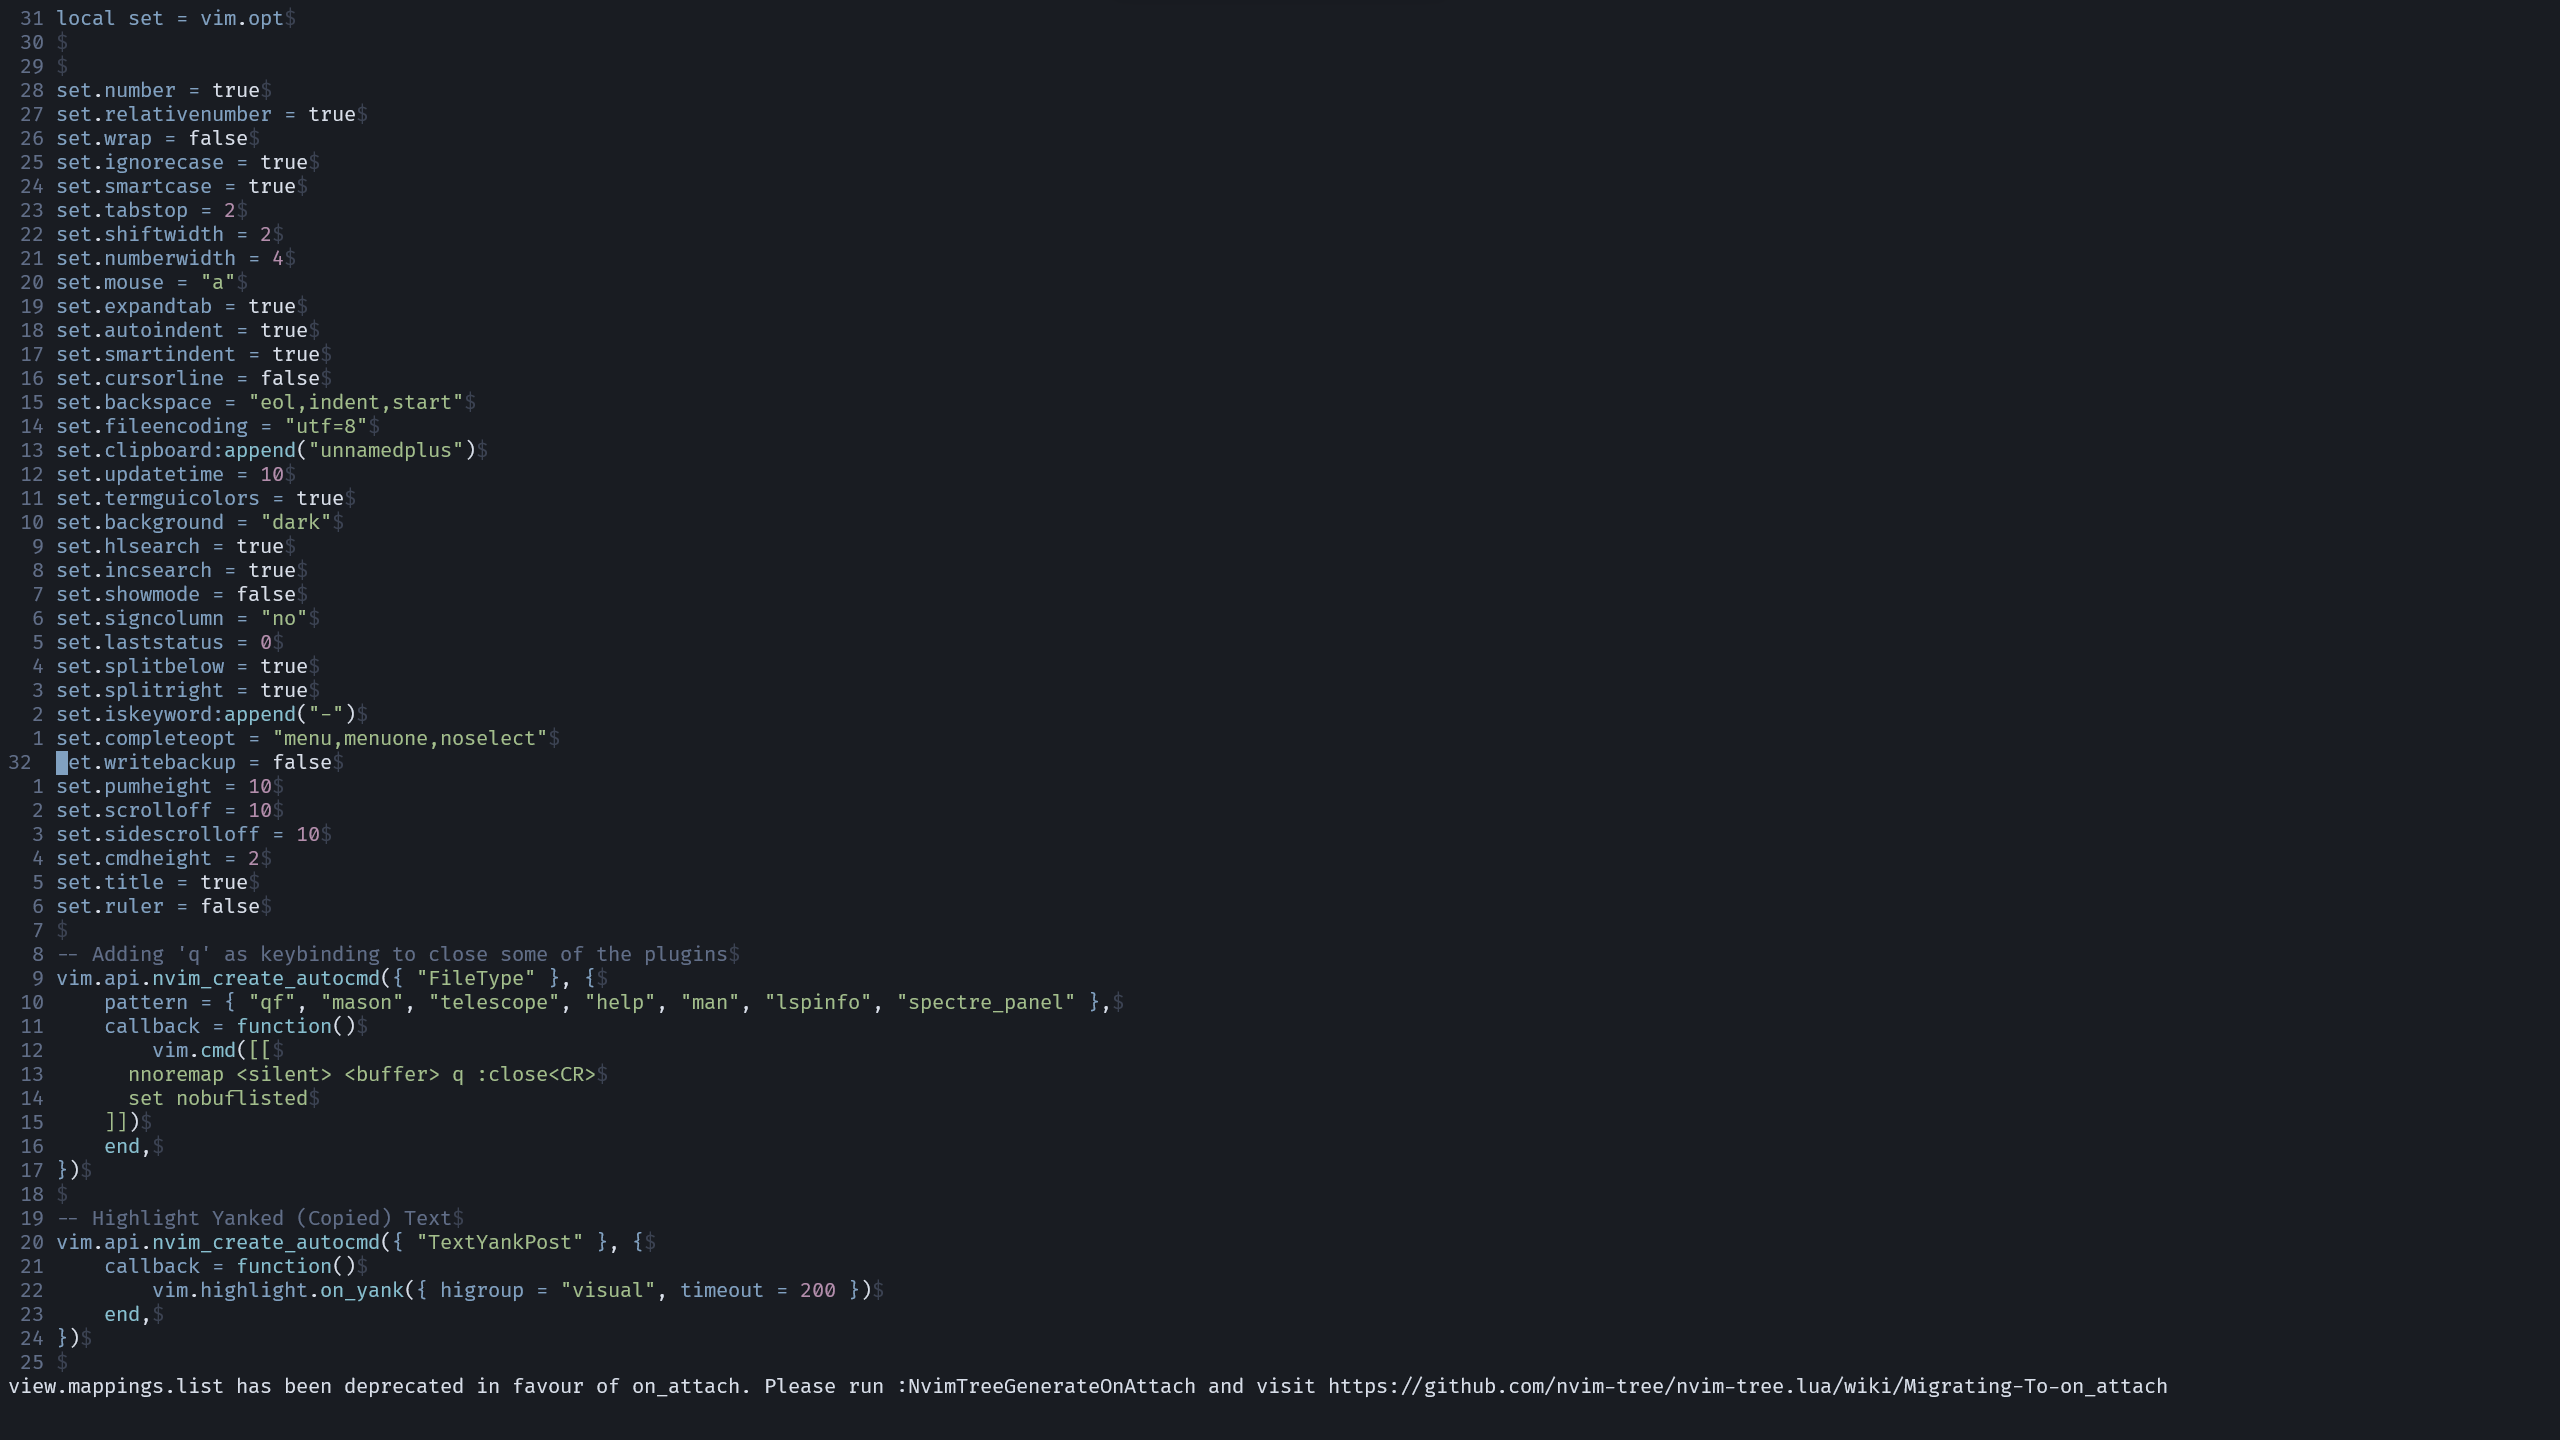 31 local set = vim.opt$
30 $
29 $
28 set.number = true$
27 set.relativenumber = true$
26 set.wrap = false$
25 set.ignorecase = true$
24 set.smartcase = true$
23 set.tabstop = 2$
22 set.shiftwidth = 2$
21 set.numberwidth = 4$
20 set.mouse = "a"$
19 set.expandtab = true$
18 set.autoindent = true$
17 set.smartindent = true$
16 set.cursorline = false$
15 set.backspace = "eol,indent,start"$
14 set.fileencoding = "utf=8"$
13 set.clipboard:append("unnamedplus")$
12 set.updatetime = 10$
11 set.termguicolors = true$
10 set.background = "dark"$
9 set.hlsearch = true$
8 set.incsearch = true$
7 set.showmode = false$
6 set.signcolumn = "no"$
5 set.laststatus = 0$
4 set.splitbelow = true$
3 set.splitright = true$
2 set.iskeyword:append("-")$
1 set.completeopt = "menu,menuone,noselect"$
32 et.writebackup = false$
1 set.pumheight = 10$
2 set.scrolloff = 10$
3 set.sidescrolloff = 10$
4 set.cmdheight = 2$
5 set.title = true$
6 set.ruler = false$
7 $
8 -- Adding 'q' as keybinding to close some of the plugins$
9 vim.api.nvim_create_autocmd({ "FileType" }, {$
10     pattern = { "qf", "mason", "telescope", "help", "man", "lspinfo", "spectre_panel" },$
11     callback = function()$
12         vim.cmd([[$
13       nnoremap <silent> <buffer> q :close<CR>$
14       set nobuflisted$
15     ]])$
16     end,$
17 })$
18 $
19 -- Highlight Yanked (Copied) Text$
20 vim.api.nvim_create_autocmd({ "TextYankPost" }, {$
21     callback = function()$
22         vim.highlight.on_yank({ higroup = "visual", timeout = 200 })$
23     end,$
24 })$
25 $
view.mappings.list has been deprecated in favour of on_attach. Please run :NvimTreeGenerateOnAttach and visit https://github.com/nvim-tree/nvim-tree.lua/wiki/Migrating-To-on_attach